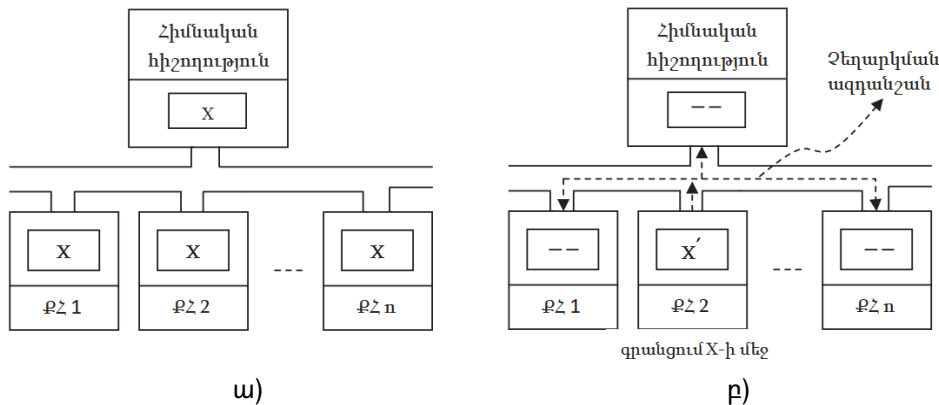 Հիմնական
հիշողություն
X
X
X
X
ՔՀ 1
ՔՀ 2
ՔՀ n
ա)
Հիմնական
հիշողություն
— —
Չեղարկման
ազդանշան
— —
X′
— —
ՔՀ 1
ՔՀ 2
ՔՀ n
գրանցում X-ի մեջ
բ)